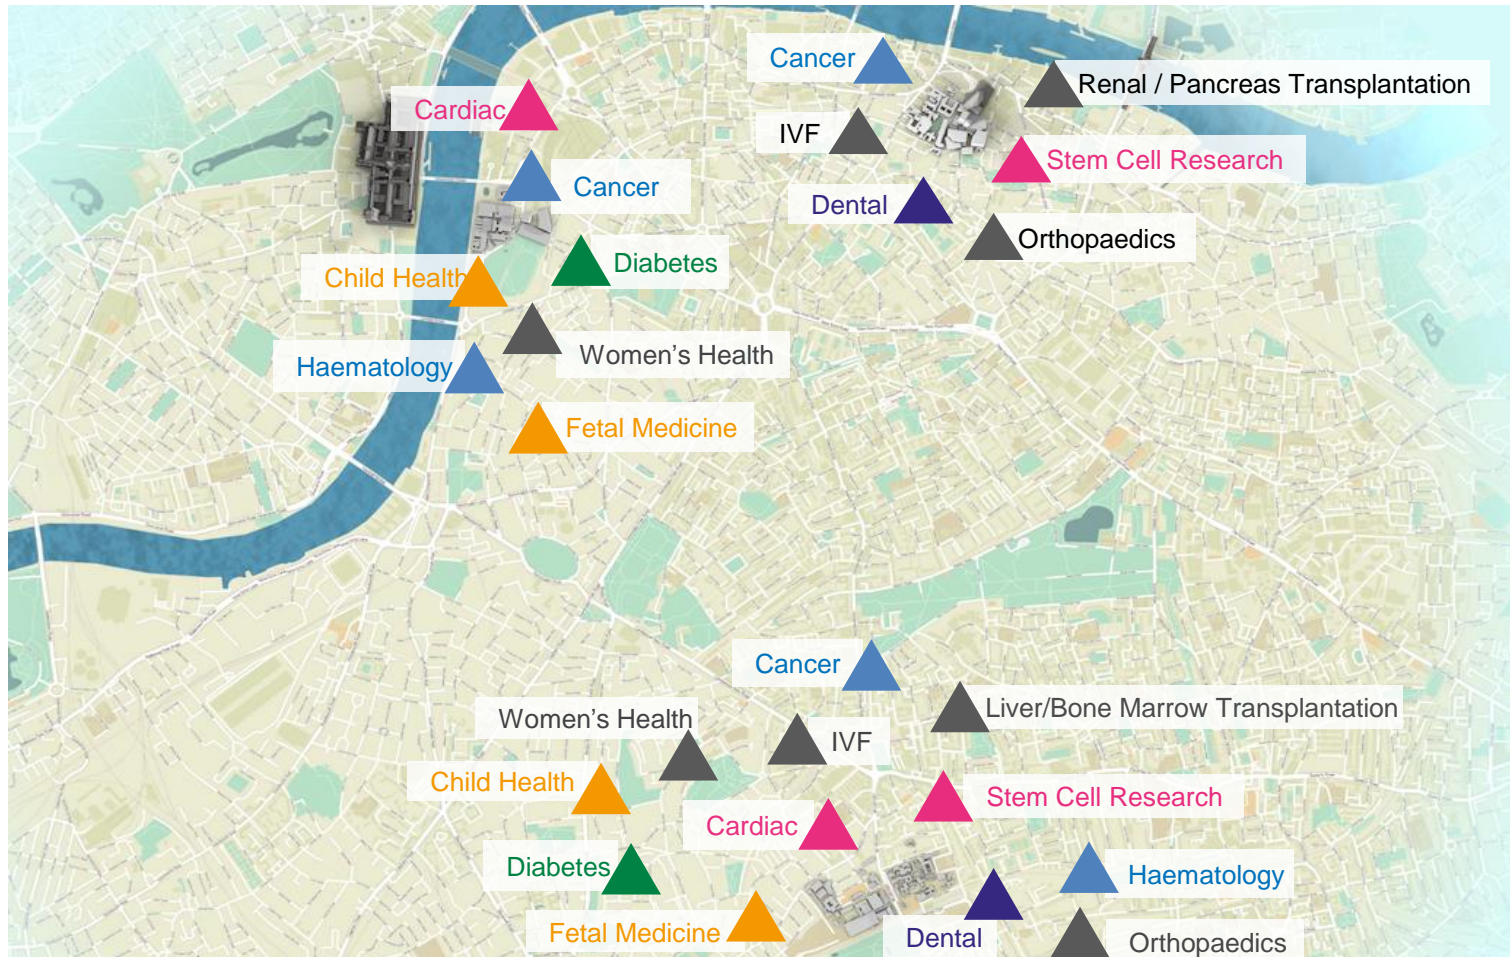 Cancer
Renal / Pancreas Transplantation
Cardiac
IVF
Stem Cell Research
Cancer
Dental
Orthopaedics
Diabetes
Child Health
Women's Health
Haematology
Fetal Medicine
Cancer
Liver/Bone Marrow Transplantation
Women's Health
IVF
Child Health
Stem Cell Research
Cardiac
Diabetes
Haematology
Fetal Medicine
Dental
Orthopaedics